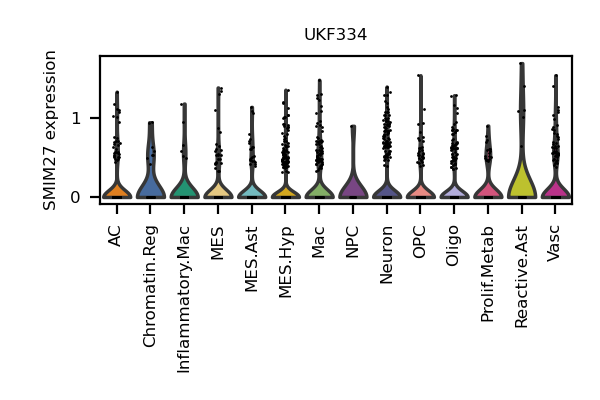 UKF334
SMIM27 expression
1
0
AC
Chromatin.Reg
Inflammatory.Mac
MES
MES.Ast
MES.Hyp
Mac
NPC
Neuron
OPC
Oligo
Prolif.Metab
Reactive.Ast
Vasc